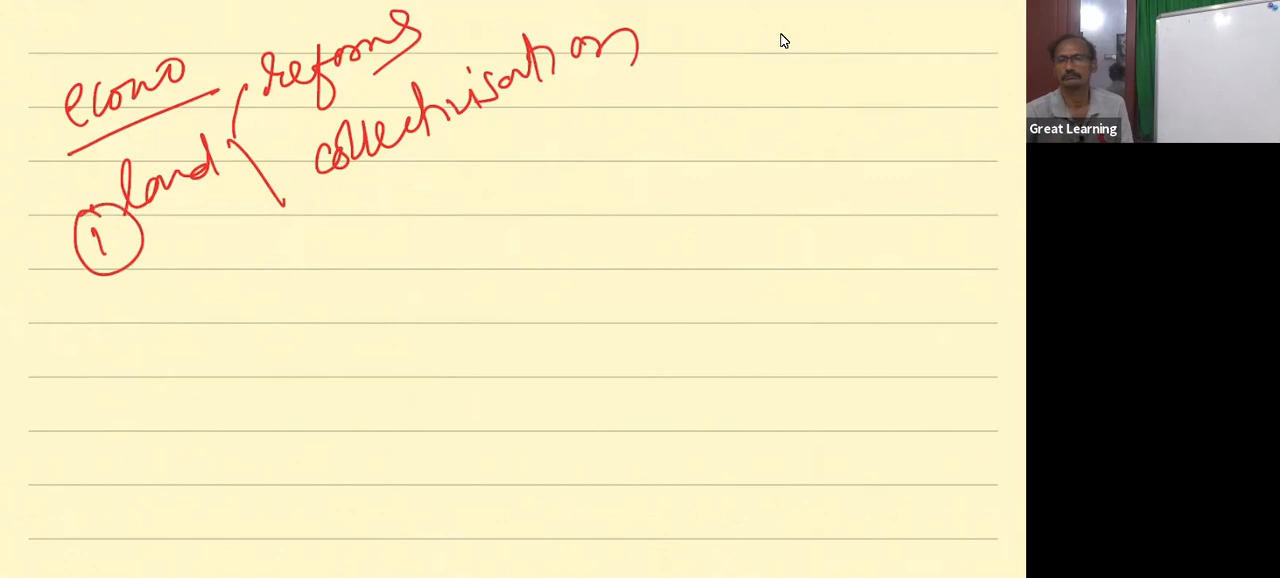 econo
① land { reforms
collectivisation
Great Learning